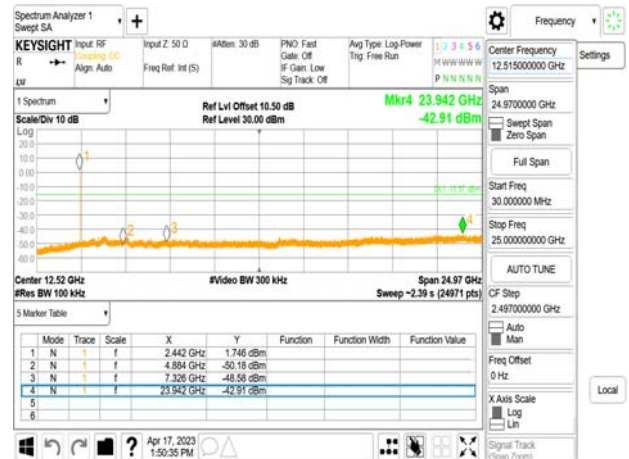 Spectrum Analyzer 1
Swept SA
Frequency
KEYSIGHT
Input: RF
Coupling: DC
Align: Auto
Input Z: 50 Ω
Freq Ref: Int (S)
#Atten: 30 dB
PNO: Fast
Gate: Off
IF Gain: Low
Sig Track: Off
Avg Type: Log-Power
Trig: Free Run
1 2 3 4 5 6
M W W W W W
P N N N N N
R
LW
1 Spectrum
Scale/Div 10 dB
Ref Lvl Offset 10.50 dB
Ref Level 30.00 dBm
Mkr4 23.942 GHz
-42.91 dBm
Log
20.0
10.0
0.00
-10.0
-20.0
-30.0
-40.0
-50.0
-60.0
1
2
3
4
Center 12.52 GHz
#Res BW 100 kHz
#Video BW 300 kHz
Span 24.97 GHz
Sweep ~2.39 s (24971 pts)
5 Marker Table
Mode Trace Scale X Y Function Function Width Function Value
1 N 1 f 2.442 GHz 1.746 dBm
2 N 1 f 4.884 GHz -50.18 dBm
3 N 1 f 7.326 GHz -48.58 dBm
4 N 1 f 23.942 GHz -42.91 dBm
5
6
?
Apr 17, 2023
1:50:35 PM
Center Frequency
12.515000000 GHz
Settings
Span
24.9700000 GHz
Swept Span
Zero Span
Full Span
Start Freq
30.000000 MHz
Stop Freq
25.000000000 GHz
AUTO TUNE
CF Step
2.497000000 GHz
Auto
Man
Freq Offset
0 Hz
X Axis Scale
Log
Lin
Local
Signal Track
(Span Zoom)